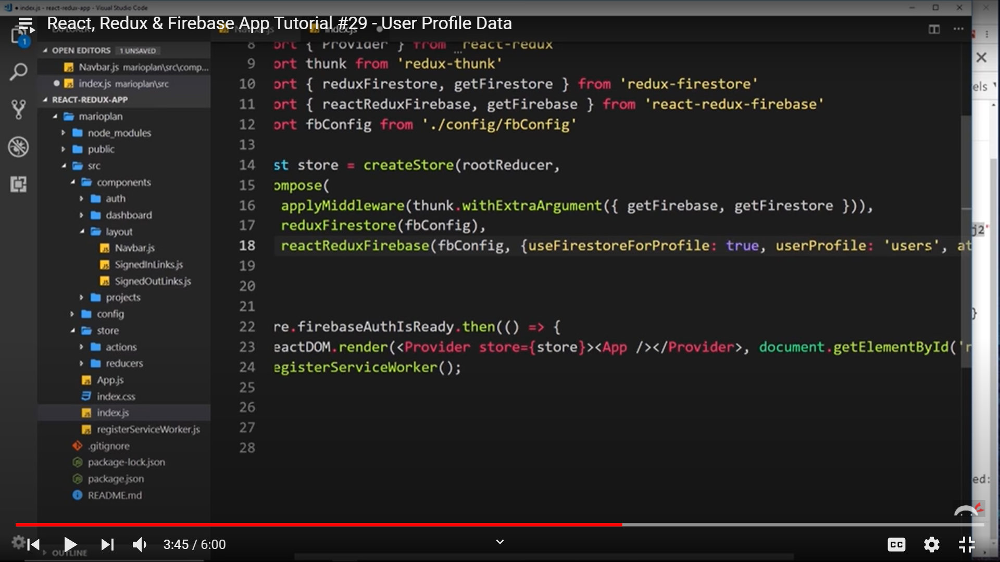 index.js - react-redux-app - Visual Studio Code
React, Redux & Firebase App Tutorial #29 - User Profile Data
EXPLORER
Navbar.js
index.js
1
OPEN EDITORS 1 UNSAVED
Navbar.js marioplan\src\comp...
index.js marioplan\src
REACT-REDUX-APP
marioplan
node_modules
public
src
components
auth
dashboard
layout
Navbar.js
SignedInLinks.js
SignedOutLinks.js
projects
config
store
actions
reducers
App.js
index.css
index.js
registerServiceWorker.js
.gitignore
package-lock.json
package.json
README.md
OUTLINE
8 ort { Provider } from 'react-redux
9 ort thunk from 'redux-thunk'
10 ort { reduxFirestore, getFirestore } from 'redux-firestore'
11 ort { reactReduxFirebase, getFirebase } from 'react-redux-firebase'
12 ort fbConfig from './config/fbConfig'
13
14 st store = createStore(rootReducer,
15 ompose(
16 applyMiddleware(thunk.withExtraArgument({ getFirebase, getFirestore })),
17 reduxFirestore(fbConfig),
18 reactReduxFirebase(fbConfig, {useFirestoreForProfile: true, userProfile: 'users', at
19
20
21
22 re.firebaseAuthIsReady.then(() => {
23 eactDOM.render(<Provider store={store}><App /></Provider>, document.getElementById('r
24 egisterServiceWorker();
25
26
27
28
els
j2"
}
ed:
3:45 / 6:00
CC